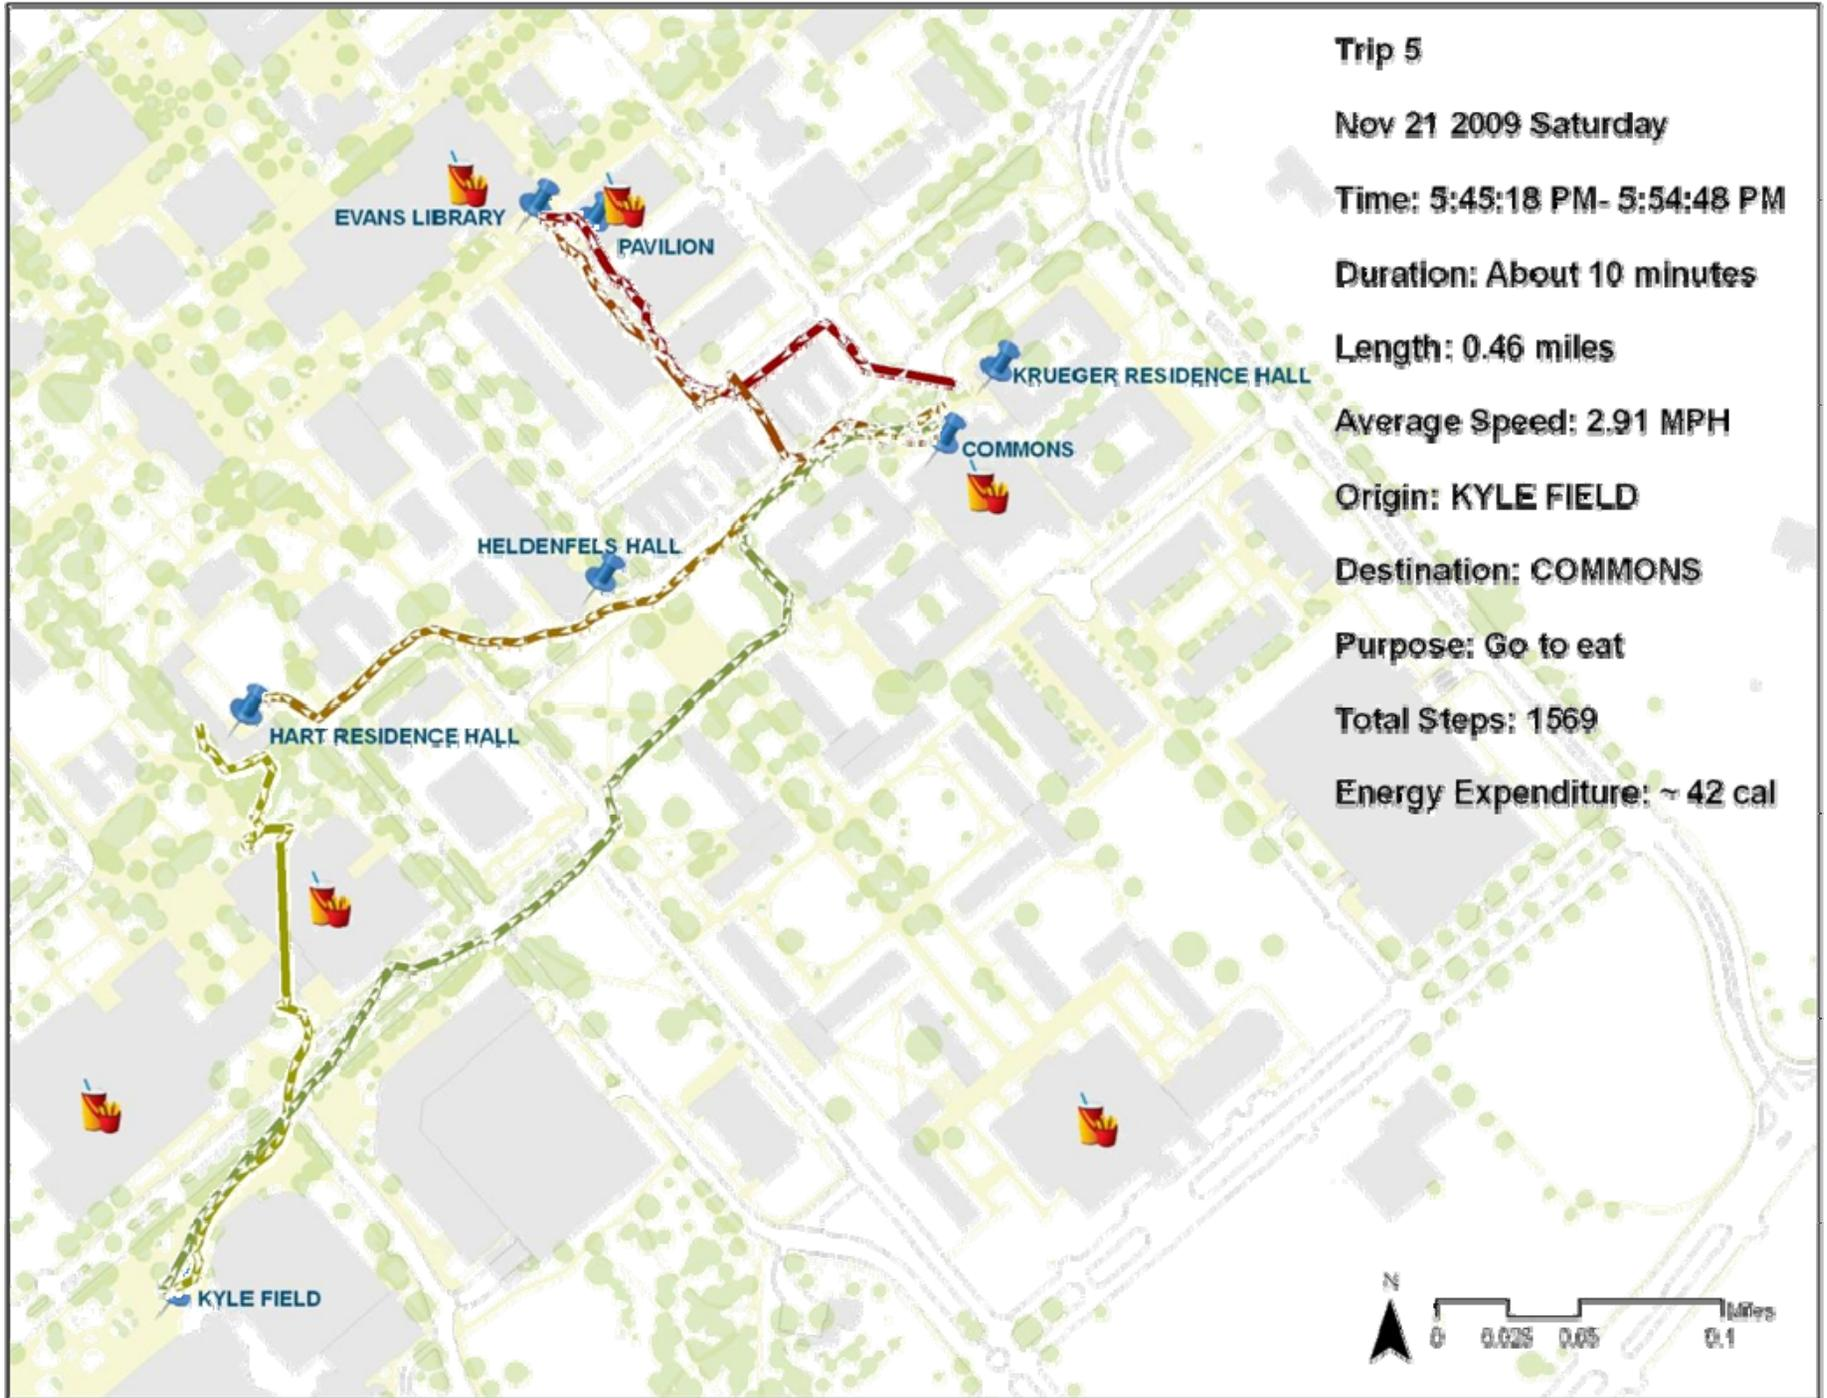 Trip 5
Nov 21 2009 Saturday
Time: 5:45:18 PM- 5:54:48 PM
Duration: About 10 minutes
Length: 0.46 miles
Average Speed: 2.91 MPH
Origin: KYLE FIELD
Destination: COMMONS
Purpose: Go to eat
Total Steps: 1569
Energy Expenditure: ~ 42 cal
EVANS LIBRARY
PAVILION
KRUEGER RESIDENCE HALL
COMMONS
HELDENFELS HALL
HART RESIDENCE HALL
KYLE FIELD
N
Miles
0 0.025 0.05 0.1